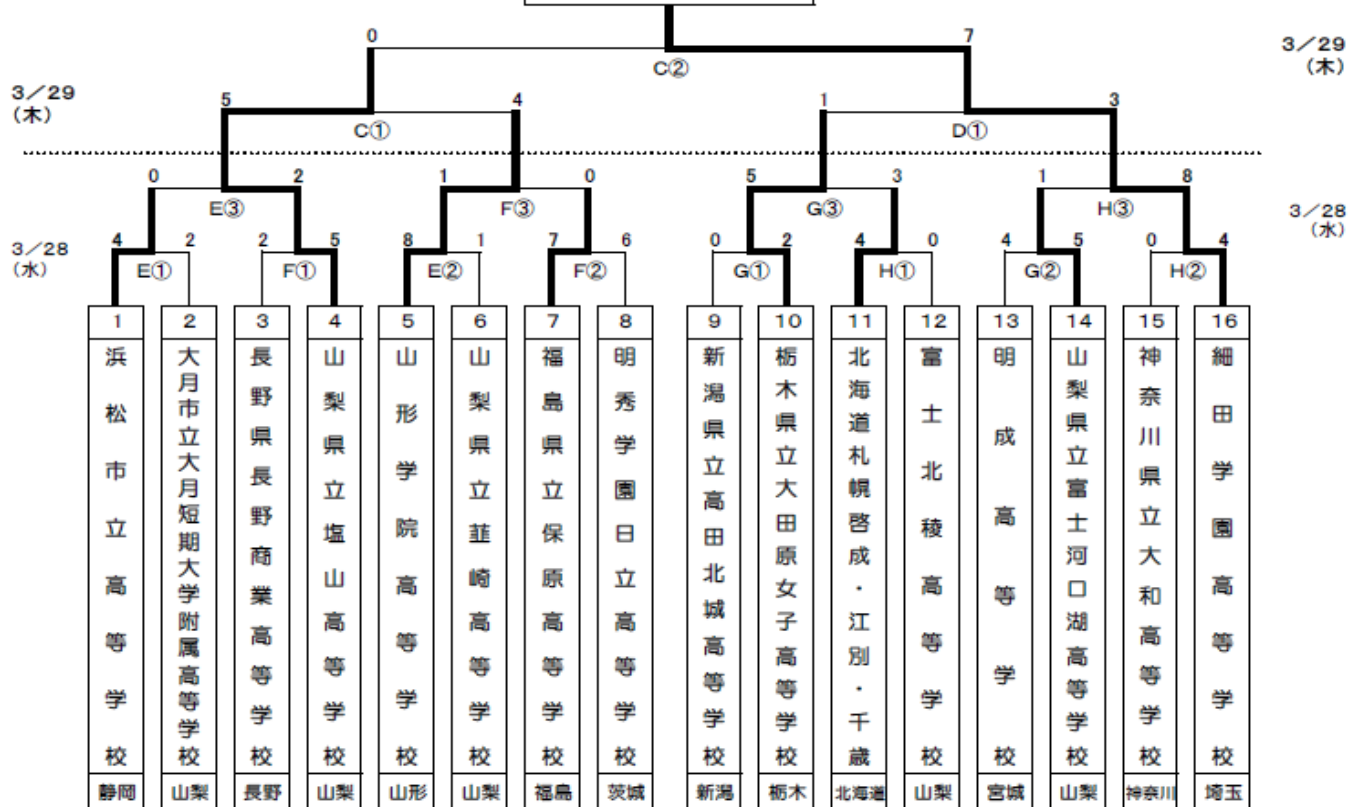 0 7
3/29
(木)
C②
3/29
(木)
5 4 1 3
C① D①
0 2 1 0 5 3 1 8
E③ F③ G③ H③
3/28
(水)
3/28
(水)
4 2 2 5 8 1 7 6 0 2 4 0 4 5 0 4
E① F① E② F② G① H① G② H②
1 2 3 4 5 6 7 8 9 10 11 12 13 14 15 16
浜松市立高等学校
大月市立大月短期大学附属高等学校
長野県長野商業高等学校
山梨県立塩山高等学校
山形学院高等学校
山梨県立韮崎高等学校
福島県立保原高等学校
明秀学園日立高等学校
新潟県立高田北城高等学校
栃木県立大田原女子高等学校
北海道札幌啓成・江別・千歳
富士北稜高等学校
明成高等学校
山梨県立富士河口湖高等学校
神奈川県立大和高等学校
細田学園高等学校
静岡 山梨 長野 山梨 山形 山梨 福島 茨城 新潟 栃木 北海道 山梨 宮城 山梨 神奈川 埼玉